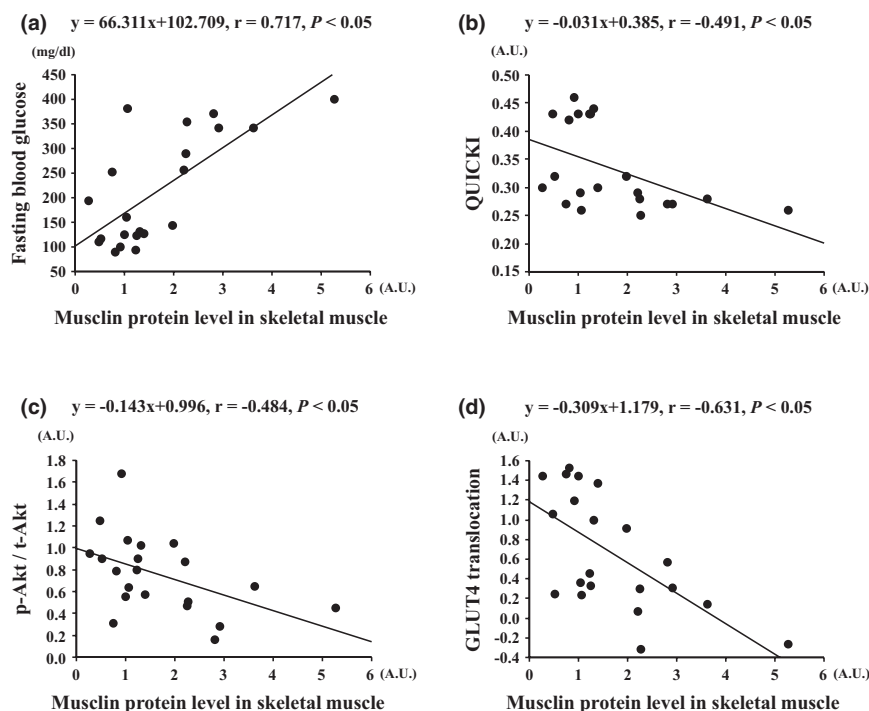 (a) y = 66.311x+102.709, r = 0.717, P < 0.05
(mg/dl)
Fasting blood glucose
450
400
350
300
250
200
150
100
50
0 1 2 3 4 5 6 (A.U.)
Musclin protein level in skeletal muscle
(b) y = -0.031x+0.385, r = -0.491, P < 0.05
QUICKI
0.50
0.45
0.40
0.35
0.30
0.25
0.20
0.15
0 1 2 3 4 5 6 (A.U.)
Musclin protein level in skeletal muscle
(c) y = -0.143x+0.996, r = -0.484, P < 0.05
(A.U.)
p-Akt / t-Akt
1.8
1.6
1.4
1.2
1.0
0.8
0.6
0.4
0.2
0.0
0 1 2 3 4 5 6 (A.U.)
Musclin protein level in skeletal muscle
(d) y = -0.309x+1.179, r = -0.631, P < 0.05
(A.U.)
GLUT4 translocation
1.6
1.4
1.2
1.0
0.8
0.6
0.4
0.2
0.0
-0.2
-0.4
0 1 2 3 4 5 6 (A.U.)
Musclin protein level in skeletal muscle